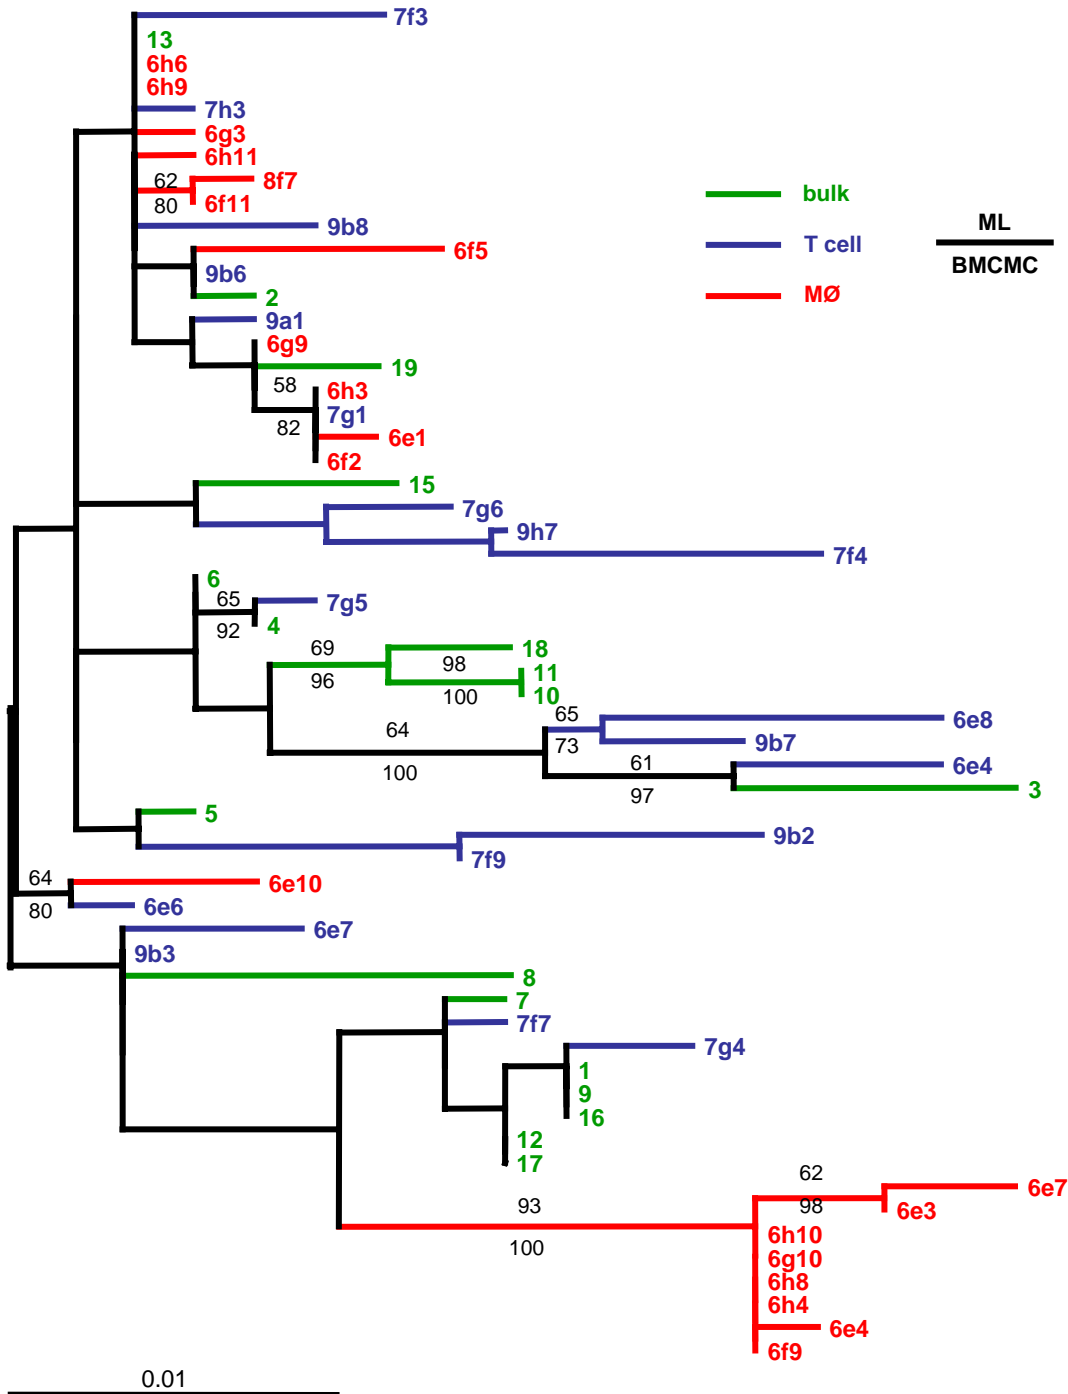 7f3
13
6h6
6h9
7h3
6g3
6h11
62
8f7
80
6f11
9b8
6f5
9b6
2
9a1
6g9
19
58
6h3
7g1
82
6e1
6f2
bulk
T cell
MØ
ML
BMCMC
15
7g6
9h7
7f4
6
65
7g5
92
4
69
18
98
11
96
100
10
65
6e8
64
73
9b7
100
61
6e4
97
3
5
9b2
7f9
64
6e10
80
6e6
6e7
9b3
8
7
7f7
7g4
1
9
16
12
17
62
6e7
93
98
6e3
100
6h10
6g10
6h8
6h4
6e4
6f9
0.01